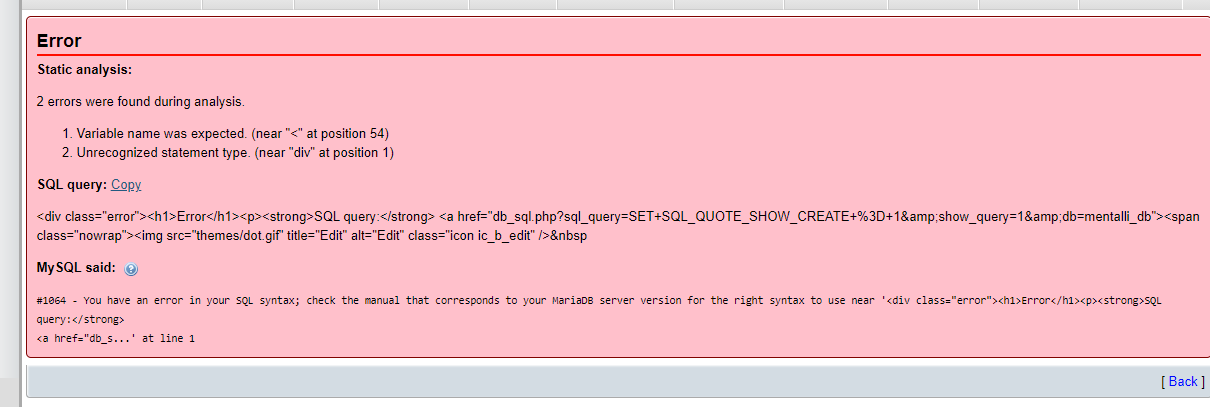 Error
Static analysis:
2 errors were found during analysis.
1. Variable name was expected. (near "<" at position 54)
2. Unrecognized statement type. (near "div" at position 1)
SQL query: Copy
<div class="error"><h1>Error</h1><p><strong>SQL query:</strong> <a href="db_sql.php?sql_query=SET+SQL_QUOTE_SHOW_CREATE+%3D+1&amp;show_query=1&amp;db=mentalli_db"><span
class="nowrap"><img src="themes/dot.gif" title="Edit" alt="Edit" class="icon ic_b_edit" />&nbsp
MySQL said:
#1064 - You have an error in your SQL syntax; check the manual that corresponds to your MariaDB server version for the right syntax to use near '<div class="error"><h1>Error</h1><p><strong>SQL
query:</strong>
<a href="db_s...' at line 1
[ Back ]